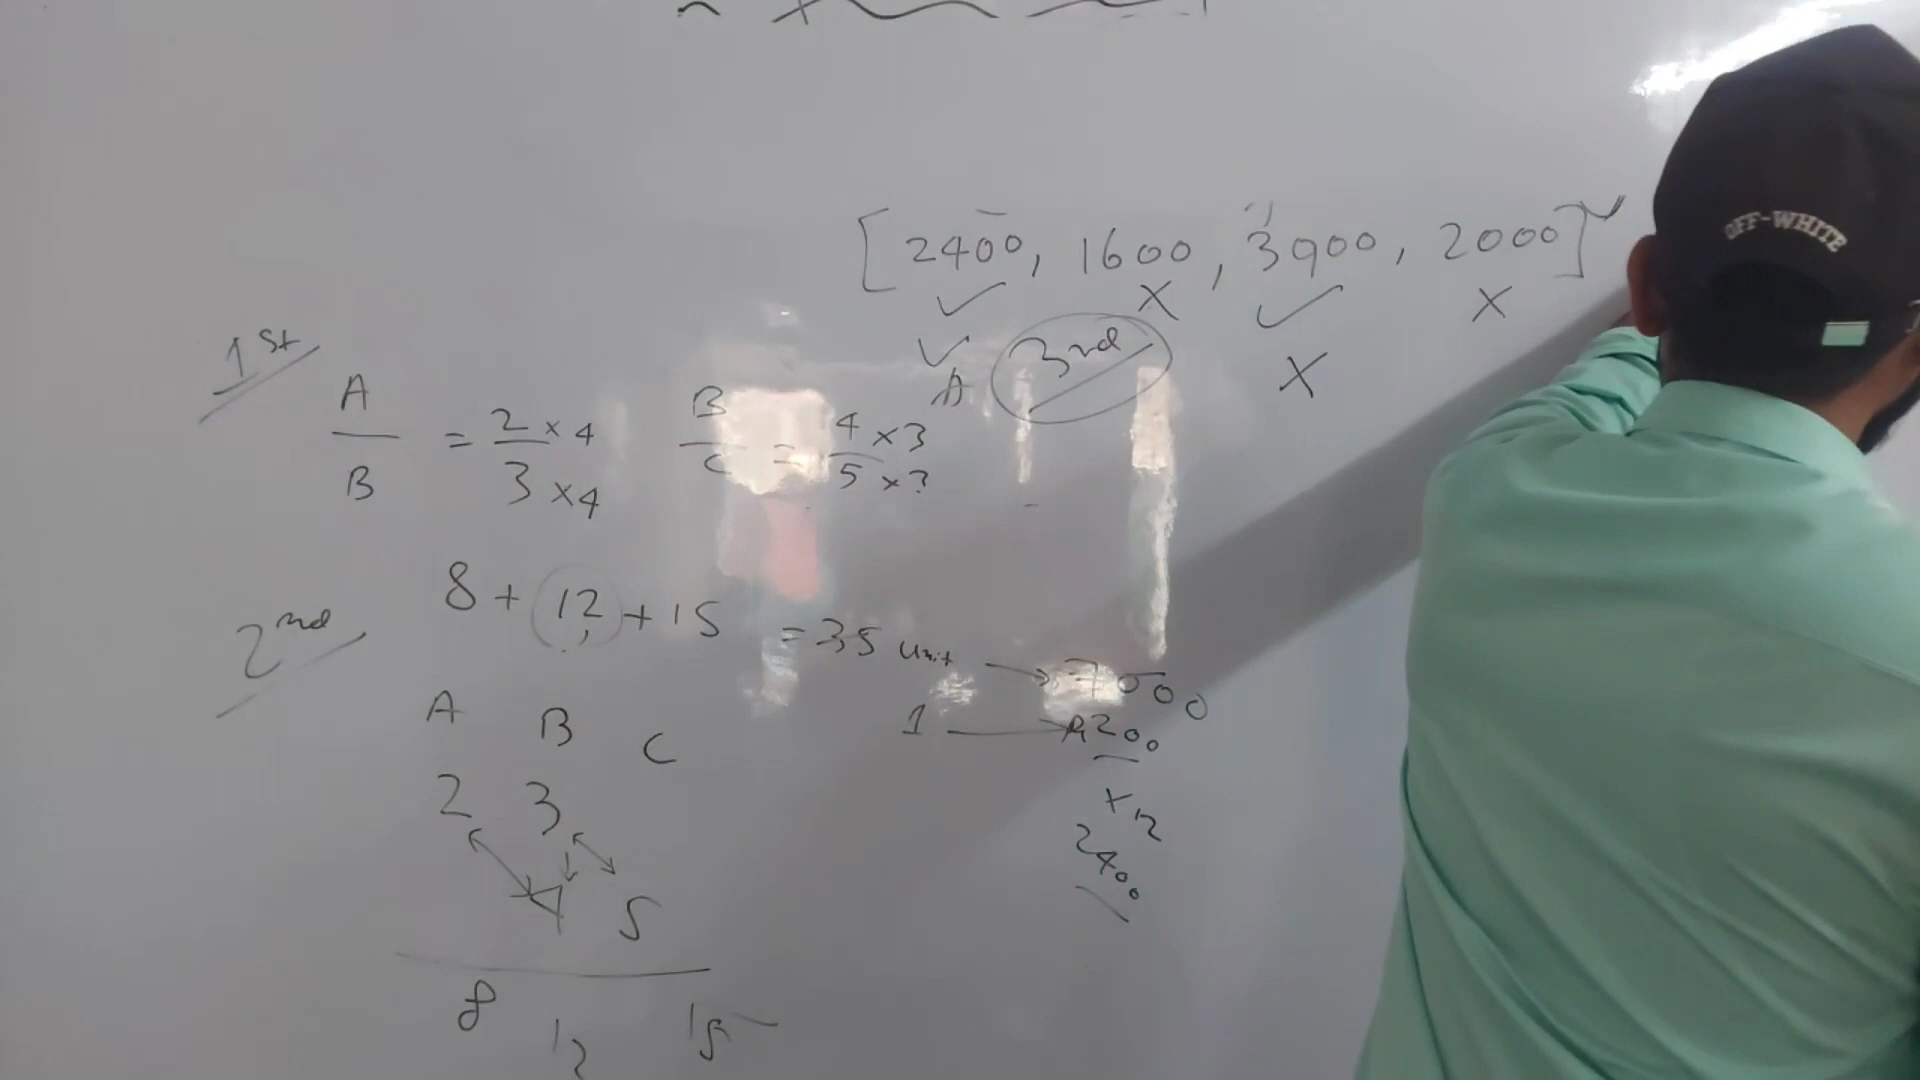 [2400, 1600, 3900, 2000]
✓ X ✓ X
✓ 3rd X
A
1st
A/B = 2 x 4 / 3 x 4
B/C = 4 x 3 / 5 x ?
8 + 12 + 15 = 35 unit → 7000
1 → 200
x 12
2400
2nd
A B C
2 3
4 5
8 12 15
OFF-WHITE